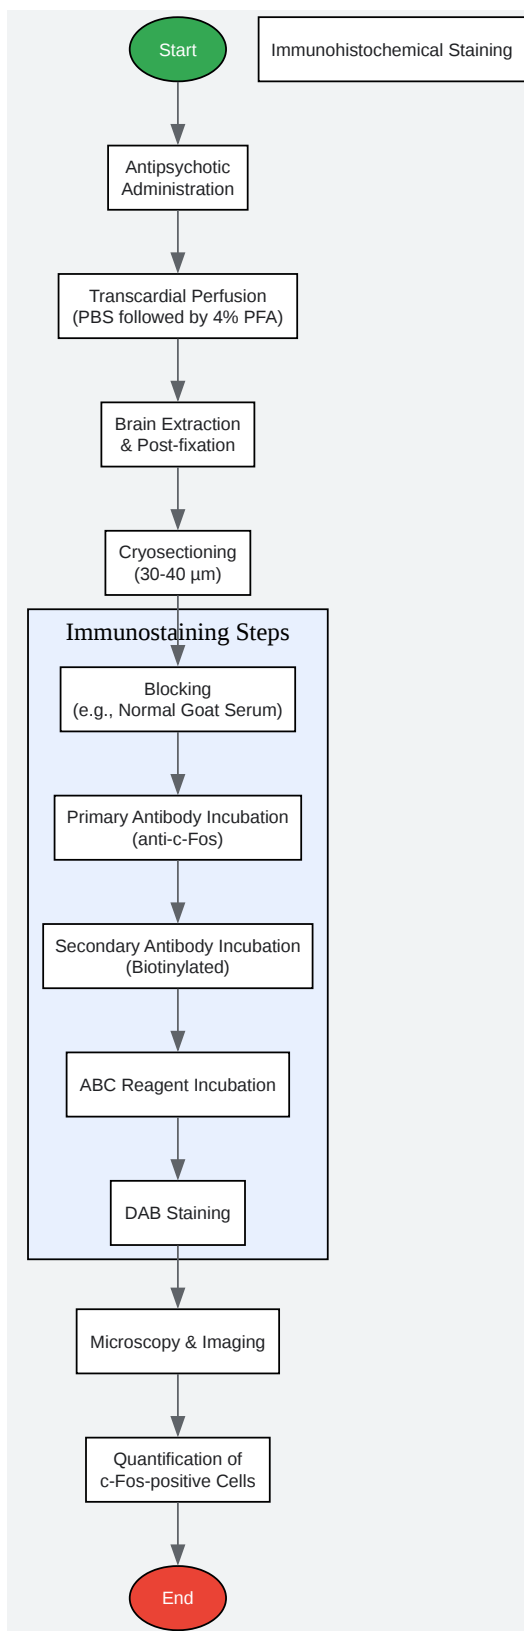 Start
Immunohistochemical Staining
Antipsychotic
Administration
Transcardial Perfusion
(PBS followed by 4% PFA)
Brain Extraction
& Post-fixation
Cryosectioning
(30-40 µm)
Immunostaining Steps
Blocking
(e.g., Normal Goat Serum)
Primary Antibody Incubation
(anti-c-Fos)
Secondary Antibody Incubation
(Biotinylated)
ABC Reagent Incubation
DAB Staining
Microscopy & Imaging
Quantification of
c-Fos-positive Cells
End